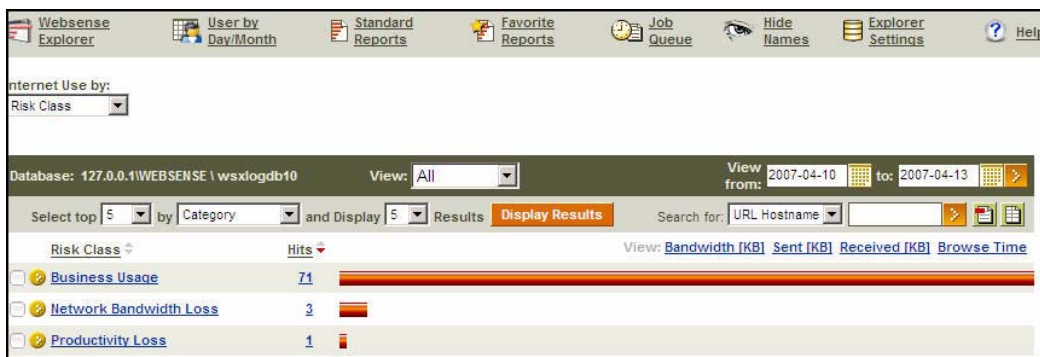 Websense Explorer
User by Day/Month
Standard Reports
Favorite Reports
Job Queue
Hide Names
Explorer Settings
Help
nternet Use by:
Risk Class
Database: 127.0.0.1\WEBSENSE \ wsxlogdb10 View: All View from: 2007-04-10 to: 2007-04-13
Select top 5 by Category and Display 5 Results Display Results Search for: URL Hostname
Risk Class Hits View: Bandwidth [KB] Sent [KB] Received [KB] Browse Time
Business Usage 71
Network Bandwidth Loss 3
Productivity Loss 1